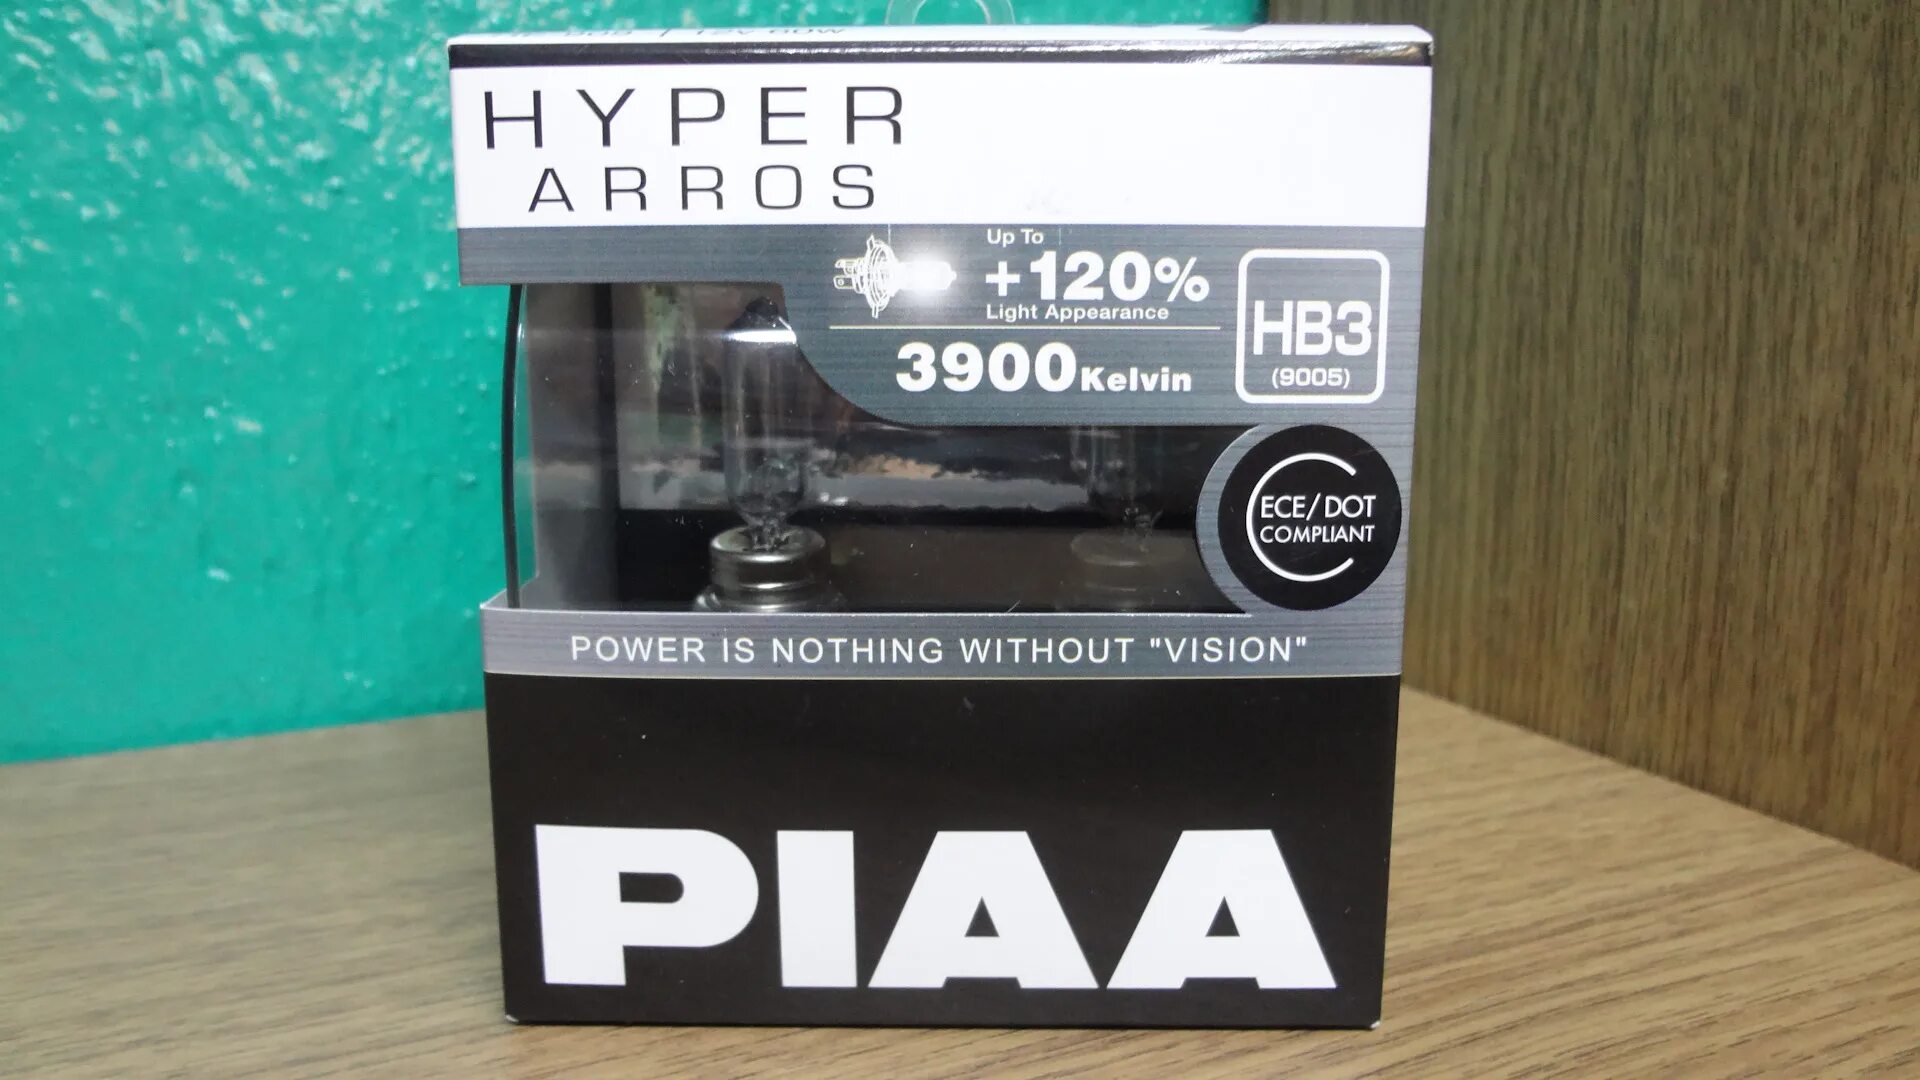 HYPER
ARROS
Up To
+120%
Light Appearance
3900Kelvin
HB3
(9005)
ECE/DOT
COMPLIANT
POWER IS NOTHING WITHOUT "VISION"
PIAA